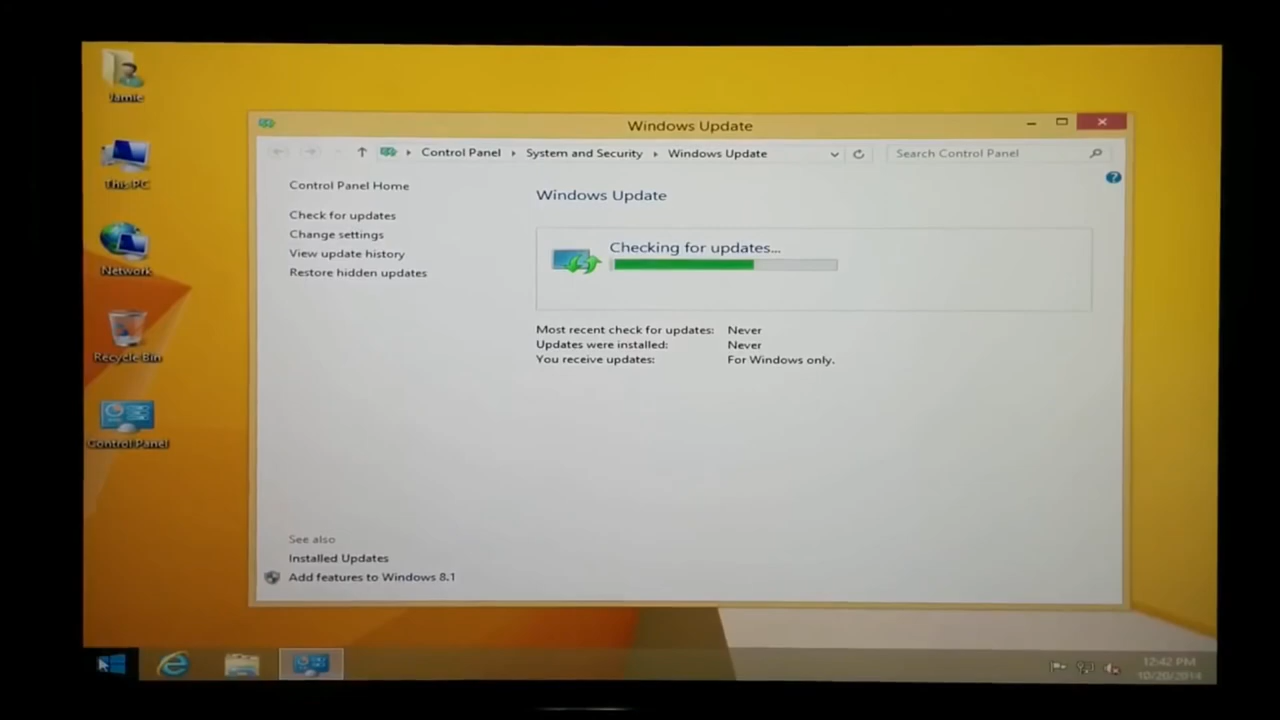 Jamie
This PC
Network
Recycle Bin
Control Panel
Windows Update
Control Panel
System and Security
Windows Update
Search Control Panel
Control Panel Home
Check for updates
Change settings
View update history
Restore hidden updates
See also
Installed Updates
Add features to Windows 8.1
Windows Update
Checking for updates...
Most recent check for updates: Never
Updates were installed: Never
You receive updates: For Windows only.
12:42 PM
10/20/2014